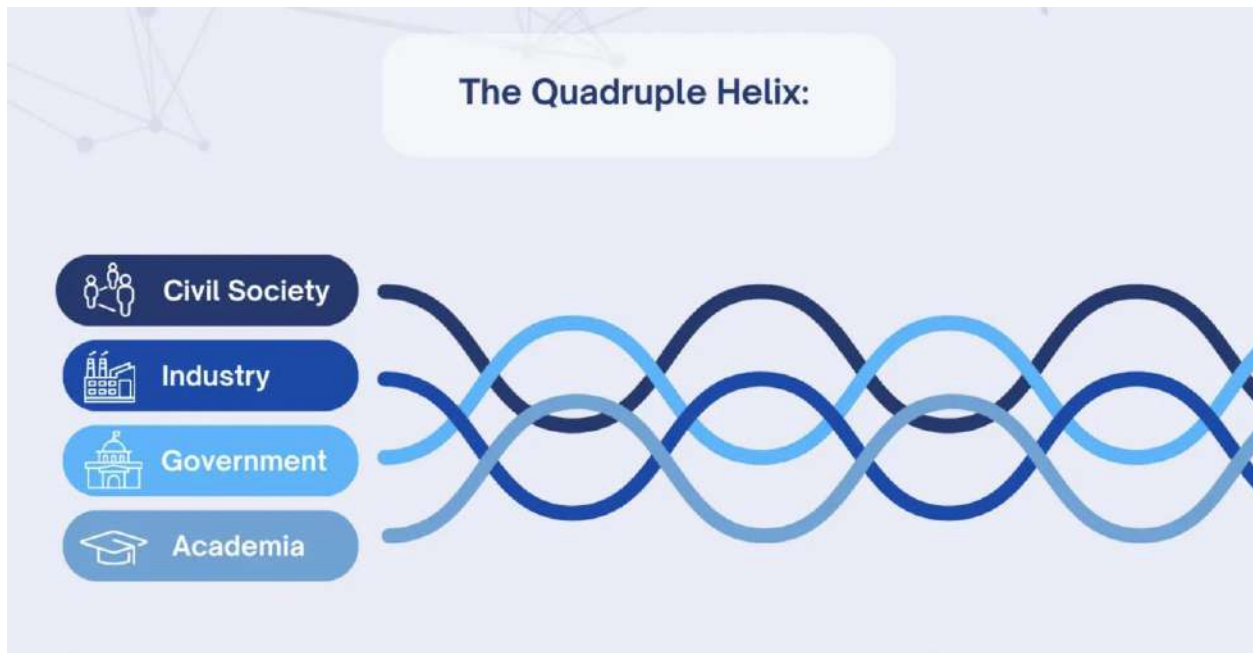 The Quadruple Helix:
Civil Society
Industry
Government
Academia